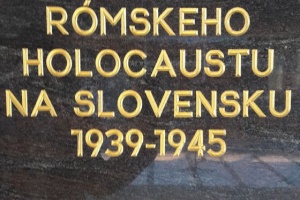 RÓMSKEHO
HOLOCAUSTU
NA SLOVENSKU
1939-1945